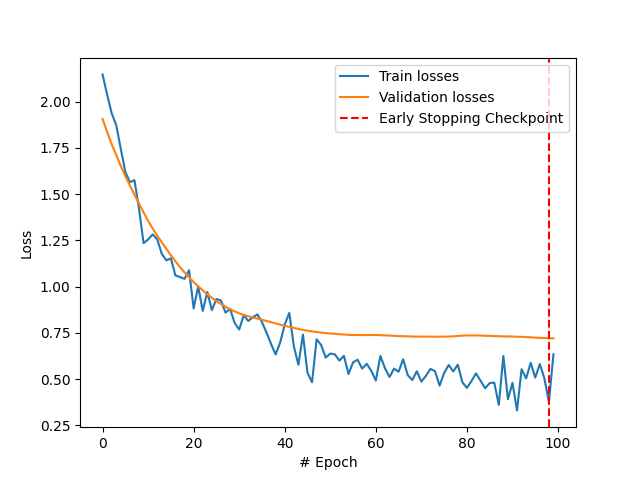 Train losses
Validation losses
Early Stopping Checkpoint
2.00
1.75
1.50
1.25
1.00
0.75
0.50
0.25
Loss
0 20 40 60 80 100
# Epoch